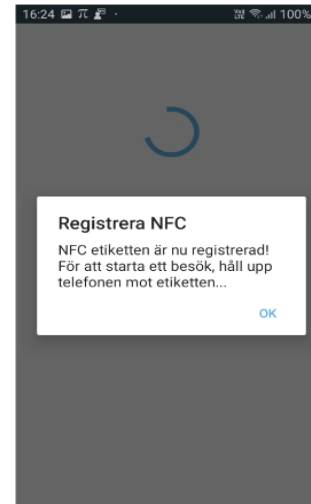 16:24 π · LTE 100%
Registrera NFC
NFC etiketten är nu registrerad!
För att starta ett besök, håll upp
telefonen mot etiketten...
OK